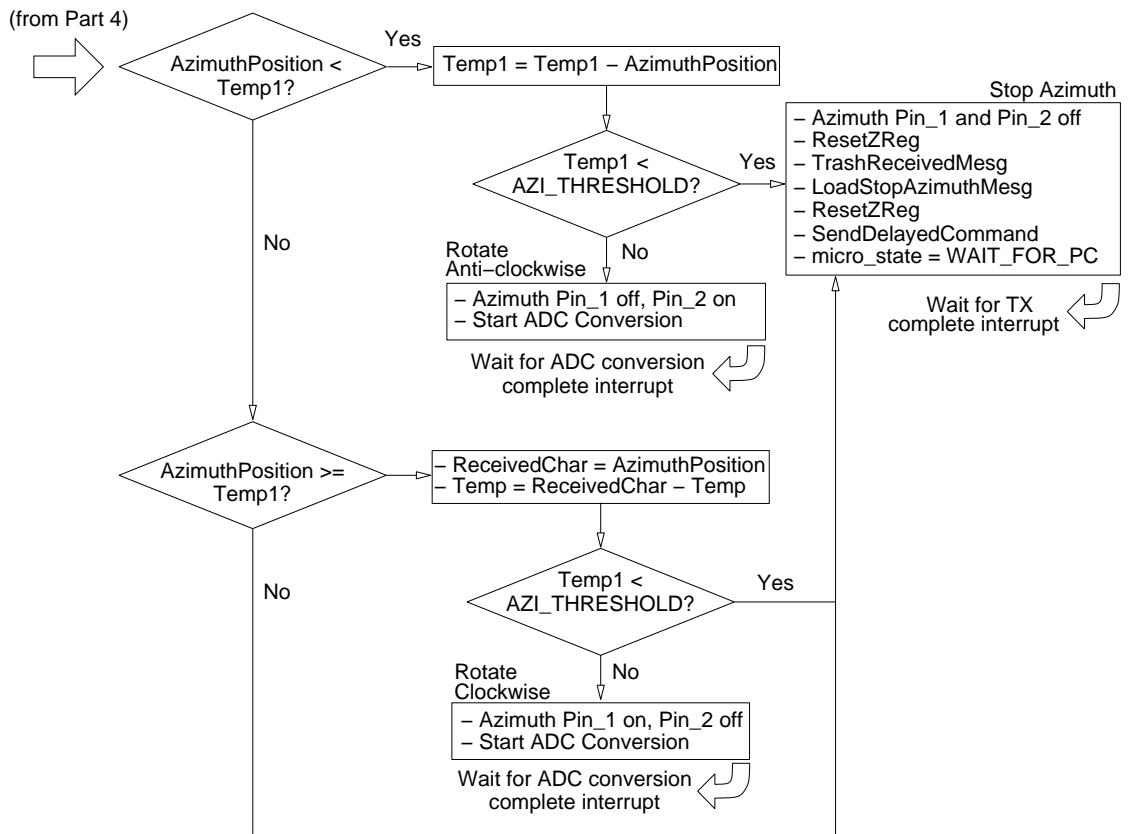 (from Part 4)
AzimuthPosition <
Temp1?
Yes
Temp1 = Temp1 − AzimuthPosition
Stop Azimuth
− Azimuth Pin_1 and Pin_2 off
− ResetZReg
− TrashReceivedMesg
− LoadStopAzimuthMesg
− ResetZReg
− SendDelayedCommand
− micro_state = WAIT_FOR_PC
Temp1 <
AZI_THRESHOLD?
Yes
No
No
Rotate
Anti−clockwise
− Azimuth Pin_1 off, Pin_2 on
− Start ADC Conversion
Wait for ADC conversion
complete interrupt
Wait for TX
complete interrupt
AzimuthPosition >=
Temp1?
− ReceivedChar = AzimuthPosition
− Temp = ReceivedChar − Temp
No
Temp1 <
AZI_THRESHOLD?
Yes
No
Rotate
Clockwise
− Azimuth Pin_1 on, Pin_2 off
− Start ADC Conversion
Wait for ADC conversion
complete interrupt